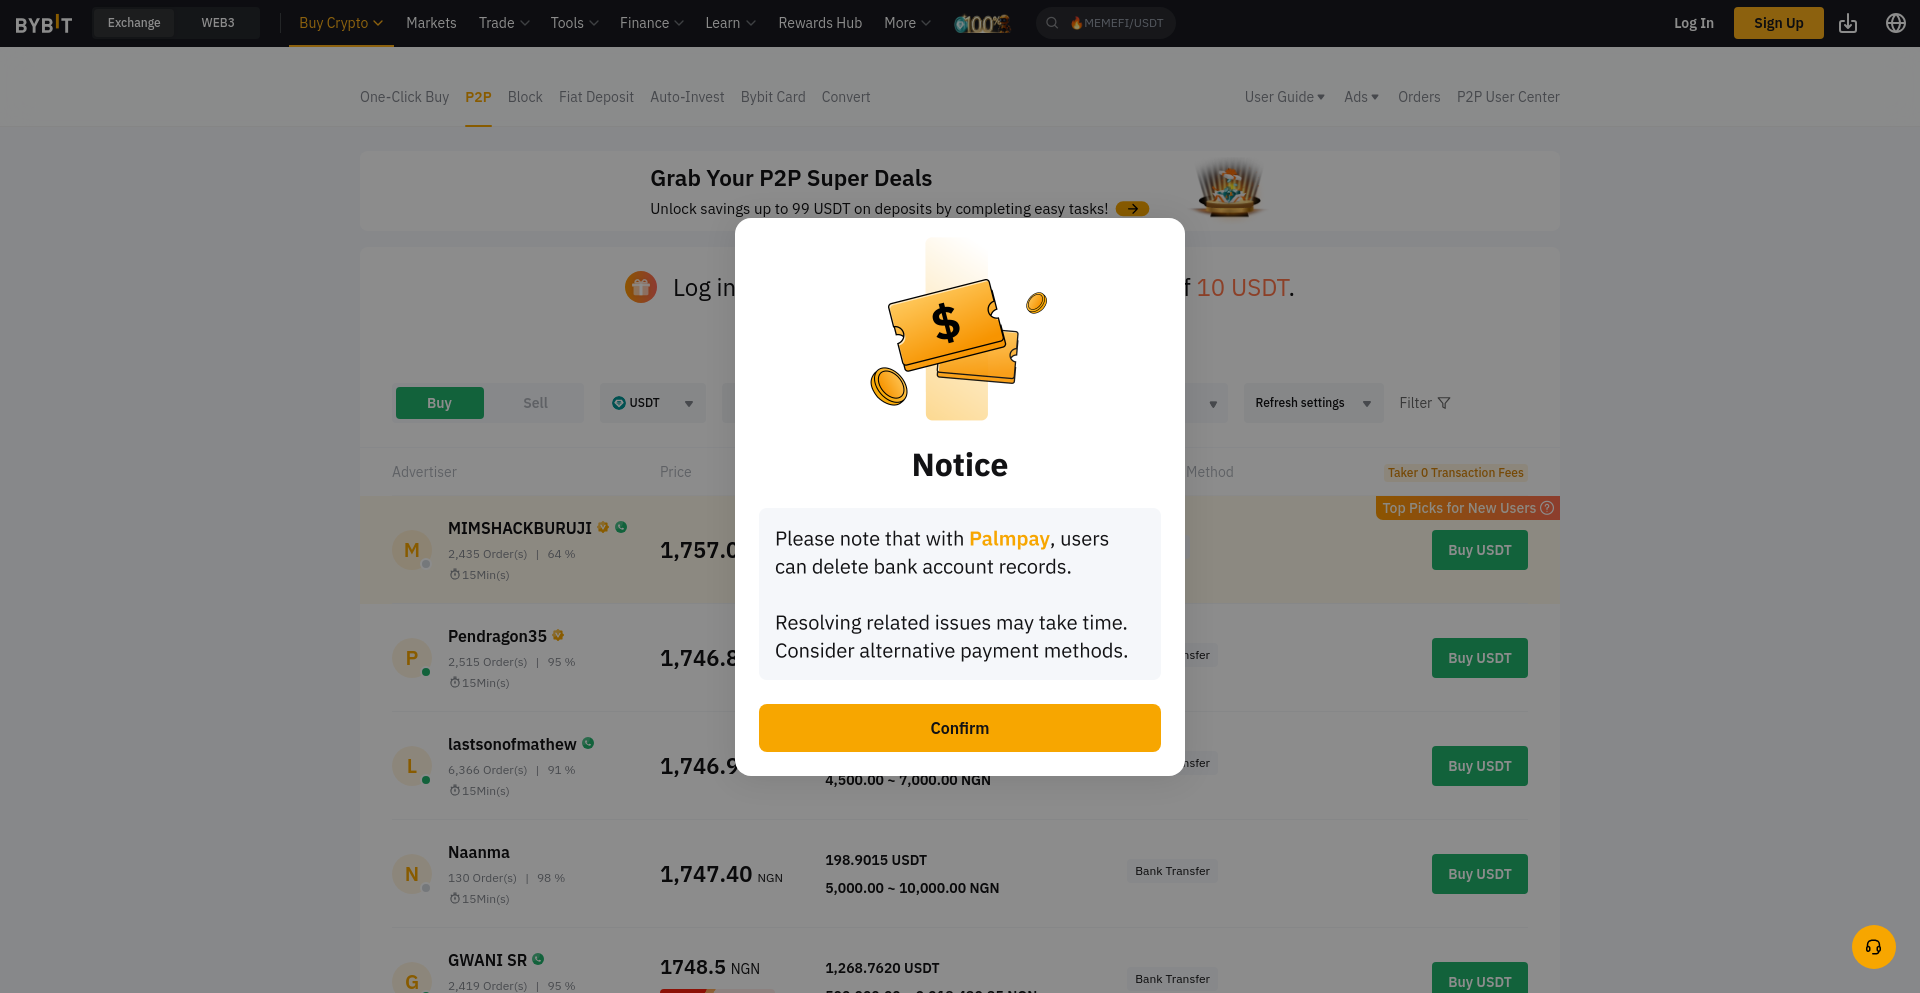 BYBIT
Exchange
WEB3
Buy Crypto
Markets
Trade
Tools
Finance
Learn
Rewards Hub
More
100%
MEMEFI/USDT
Log In
Sign Up
One-Click Buy
P2P
Block
Fiat Deposit
Auto-Invest
Bybit Card
Convert
User Guide
Ads
Orders
P2P User Center
Grab Your P2P Super Deals
Unlock savings up to 99 USDT on deposits by completing easy tasks!
Log in
10 USDT.
Buy
Sell
USDT
Refresh settings
Filter
Advertiser
Price
Method
Taker 0 Transaction Fees
Top Picks for New Users
M
MIMSHACKBURUJI
2,435 Order(s) | 64 %
15Min(s)
1,757.0
Buy USDT
P
Pendragon35
2,515 Order(s) | 95 %
15Min(s)
1,746.8
Buy USDT
L
lastsonofmathew
6,366 Order(s) | 91 %
15Min(s)
1,746.9
4,500.00 ~ 7,000.00 NGN
Buy USDT
N
Naanma
130 Order(s) | 98 %
15Min(s)
1,747.40 NGN
198.9015 USDT
5,000.00 ~ 10,000.00 NGN
Bank Transfer
Buy USDT
G
GWANI SR
2,419 Order(s) | 95 %
1748.5 NGN
1,268.7620 USDT
Bank Transfer
Buy USDT
$
Notice
Please note that with Palmpay, users
can delete bank account records.
Resolving related issues may take time.
Consider alternative payment methods.
Confirm